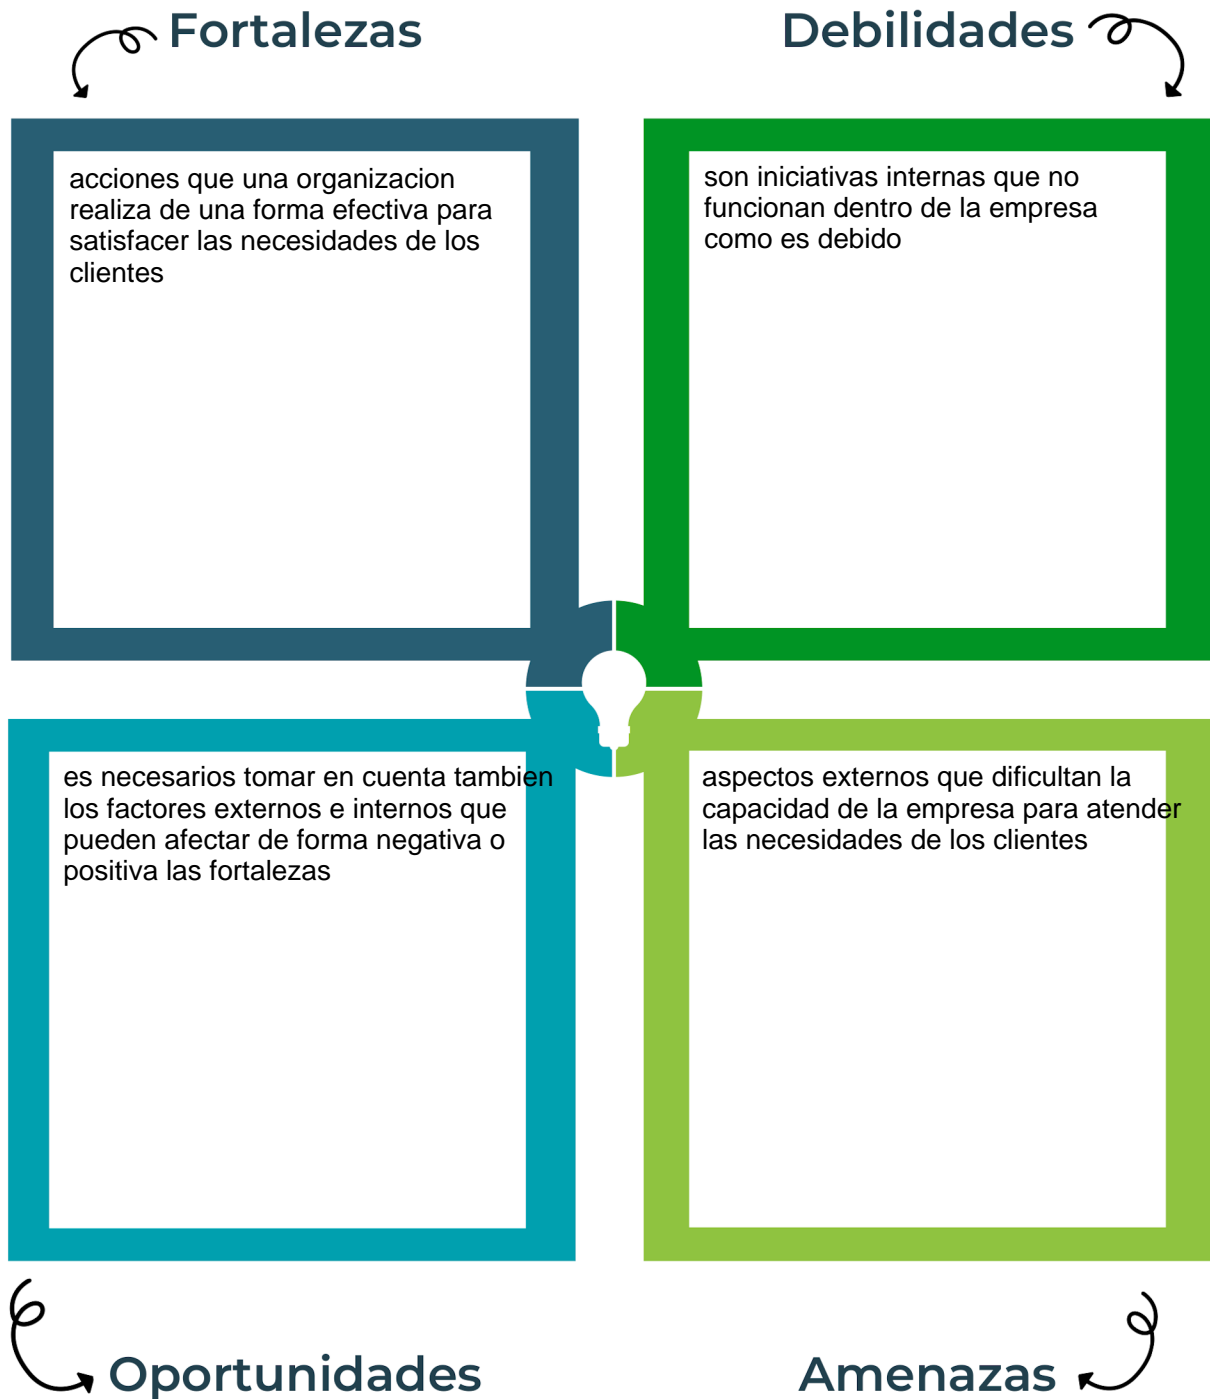 Fortalezas
acciones que una organizacion
realiza de una forma efectiva para
satisfacer las necesidades de los
clientes
Debilidades
son iniciativas internas que no
funcionan dentro de la empresa
como es debido
es necesarios tomar en cuenta tambien
los factores externos e internos que
pueden afectar de forma negativa o
positiva las fortalezas
Oportunidades
aspectos externos que dificultan la
capacidad de la empresa para atender
las necesidades de los clientes
Amenazas